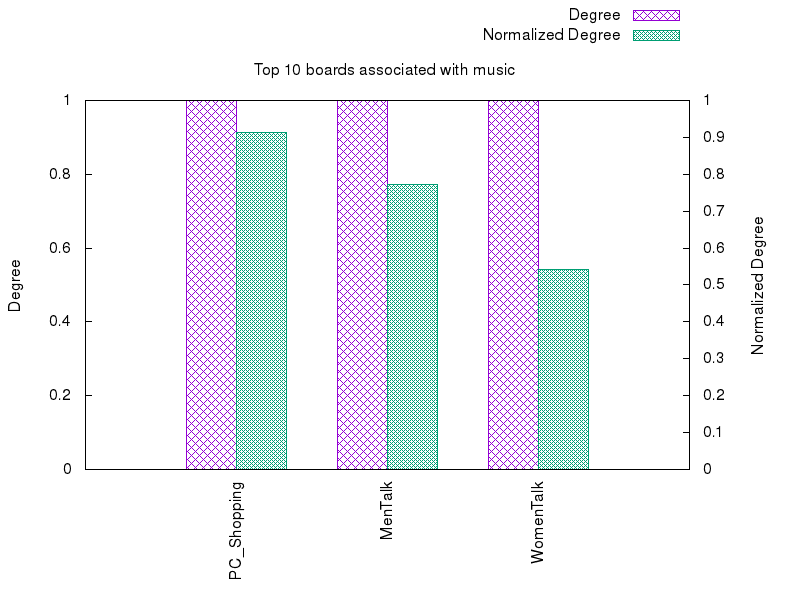 Degree
Normalized Degree
Top 10 boards associated with music
1
0.8
0.6
0.4
0.2
0
Degree
1
0.9
0.8
0.7
0.6
0.5
0.4
0.3
0.2
0.1
0
Normalized Degree
PC_Shopping
MenTalk
WomenTalk